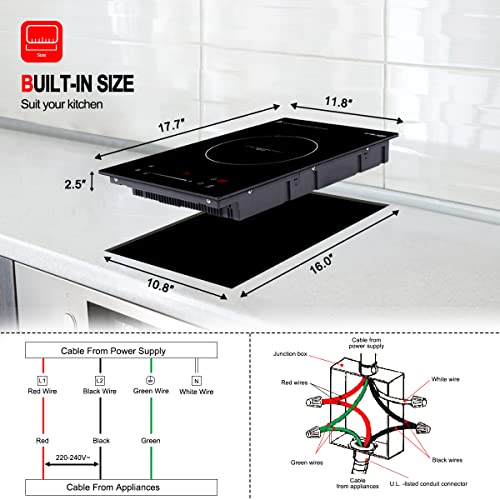 Size
BUILT-IN SIZE
Suit your kitchen
17.7"
11.8"
2.5"
10.8"
16.0"
Cable From Power Supply
L1
L2
N
Red Wire
Black Wire
Green Wire
White Wire
Red
Black
Green
220-240V~
Cable From Appliances
Cable from
power supply
Junction box
Red wires
White wire
Green wires
Black wires
Cable
from appliances
U.L. -listed conduit connector